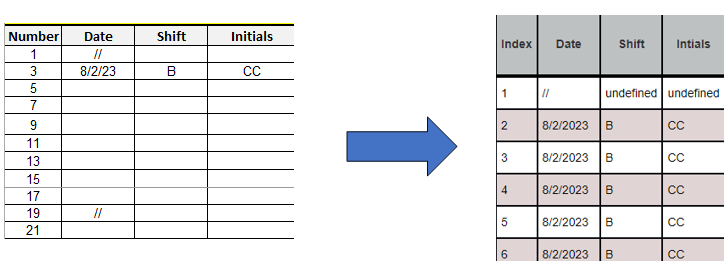 Number Date Shift Initials
1 //
3 8/2/23 B CC
5
7
9
11
13
15
17
19 //
21
Index Date Shift Intials
1 // undefined undefined
2 8/2/2023 B CC
3 8/2/2023 B CC
4 8/2/2023 B CC
5 8/2/2023 B CC
6 8/2/2023 B CC